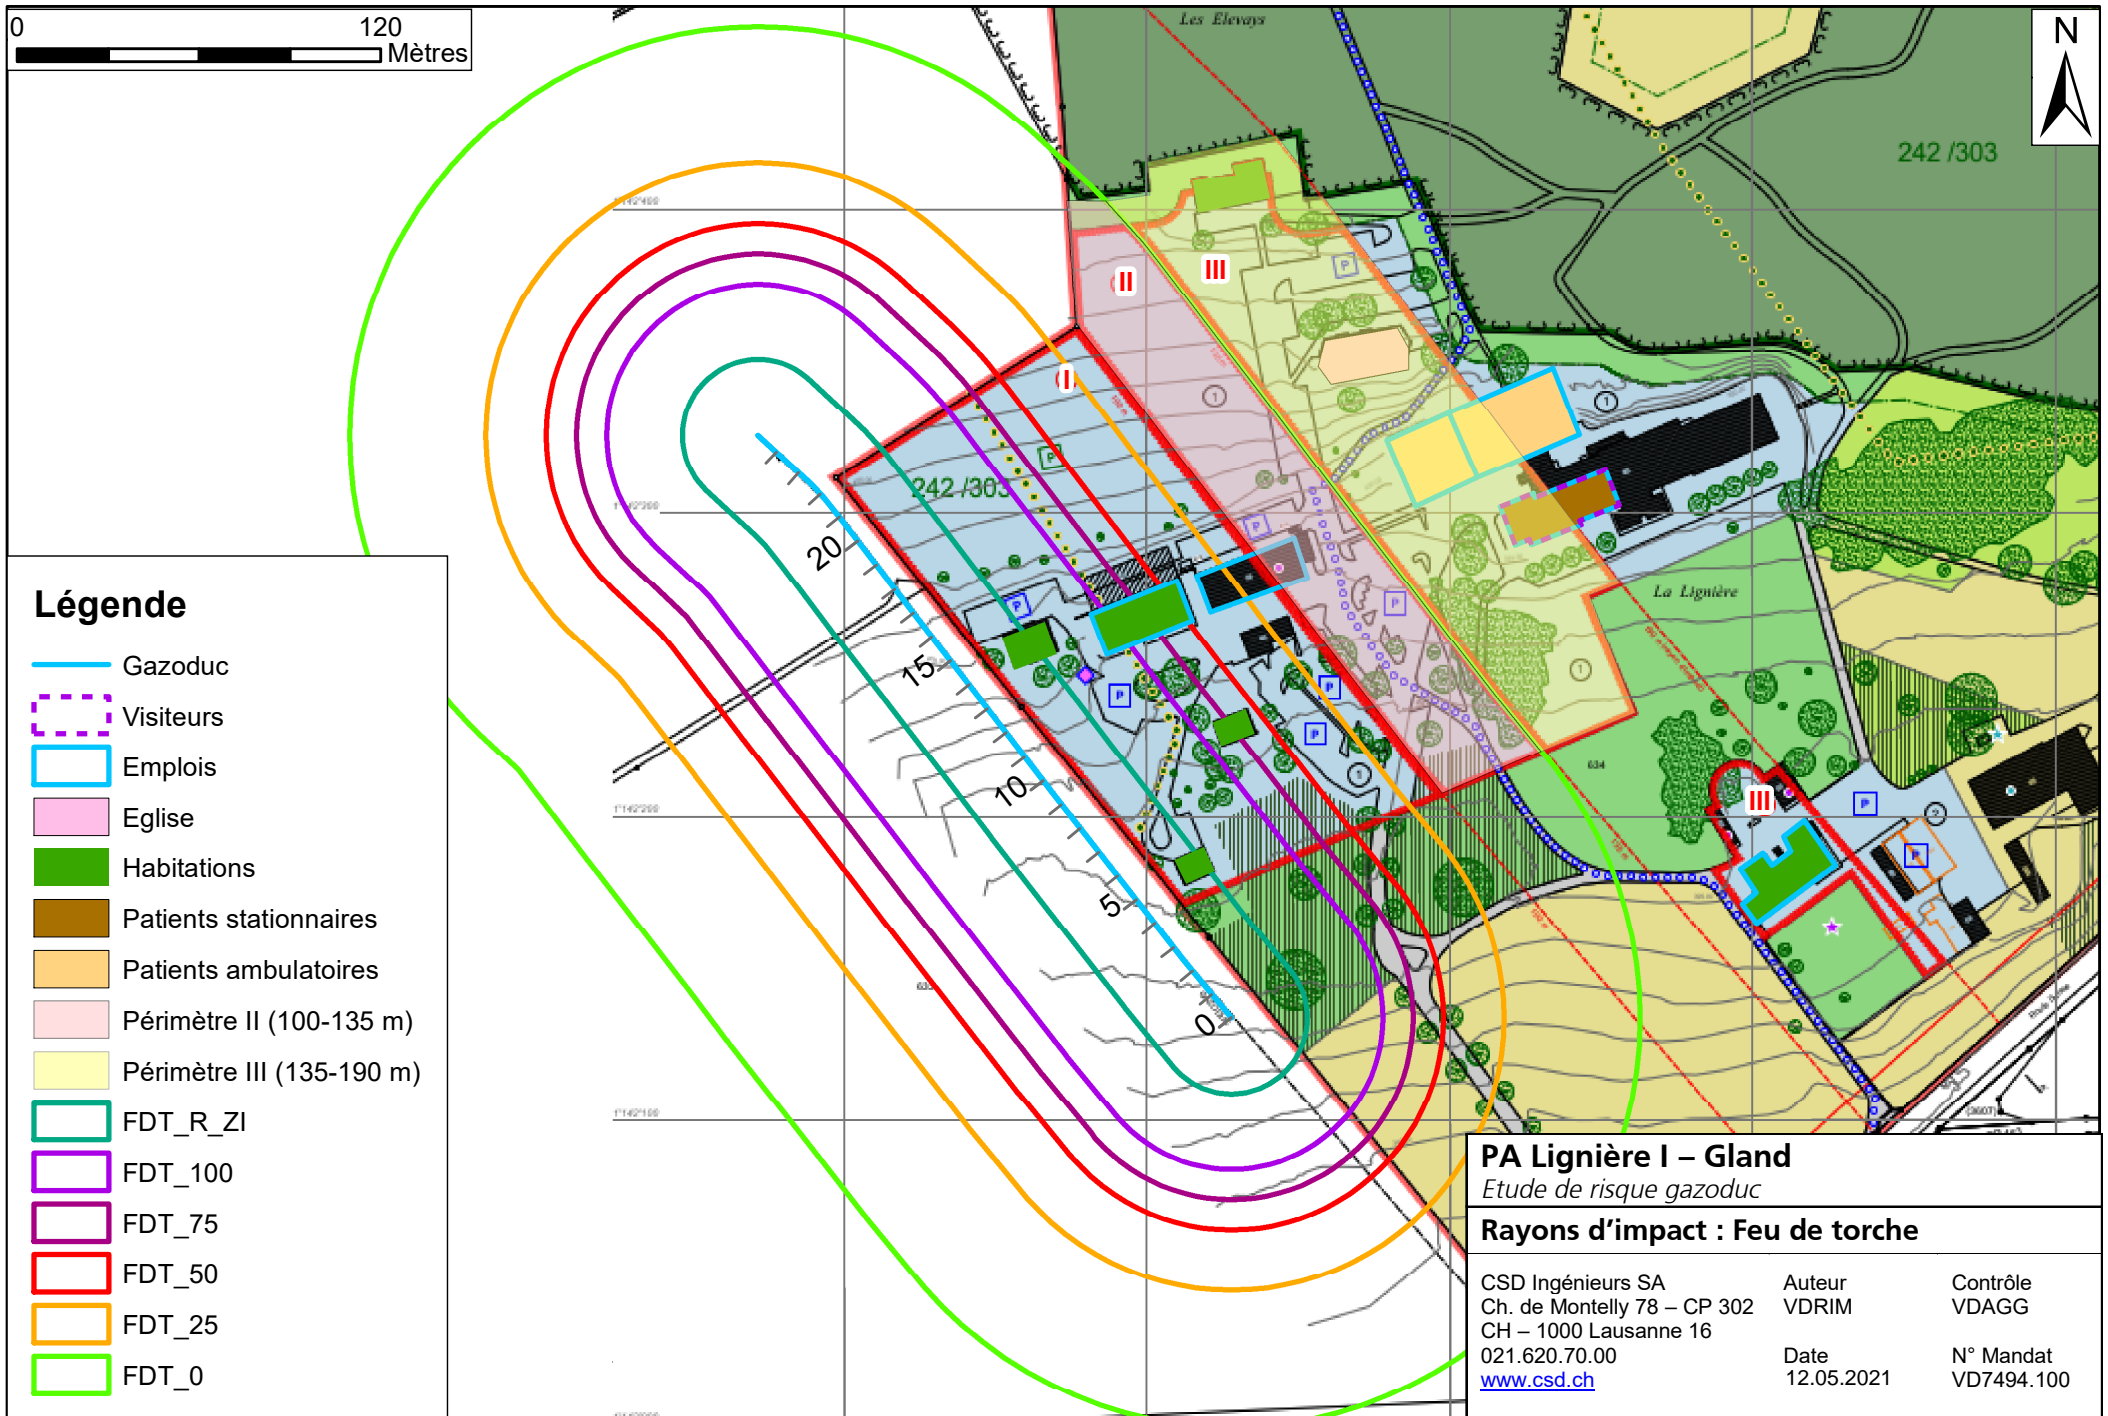 0 120
Mètres
Les Elevays
N
242 /303
II
III
I
242 /303
La Lignière
20
15
10
5
0
634
III
Légende
Gazoduc
Visiteurs
Emplois
Eglise
Habitations
Patients stationnaires
Patients ambulatoires
Périmètre II (100-135 m)
Périmètre III (135-190 m)
FDT_R_ZI
FDT_100
FDT_75
FDT_50
FDT_25
FDT_0
PA Lignière I – Gland
Etude de risque gazoduc
Rayons d'impact : Feu de torche
CSD Ingénieurs SA
Ch. de Montelly 78 – CP 302
CH – 1000 Lausanne 16
021.620.70.00
www.csd.ch
Auteur
VDRIM
Date
12.05.2021
Contrôle
VDAGG
N° Mandat
VD7494.100